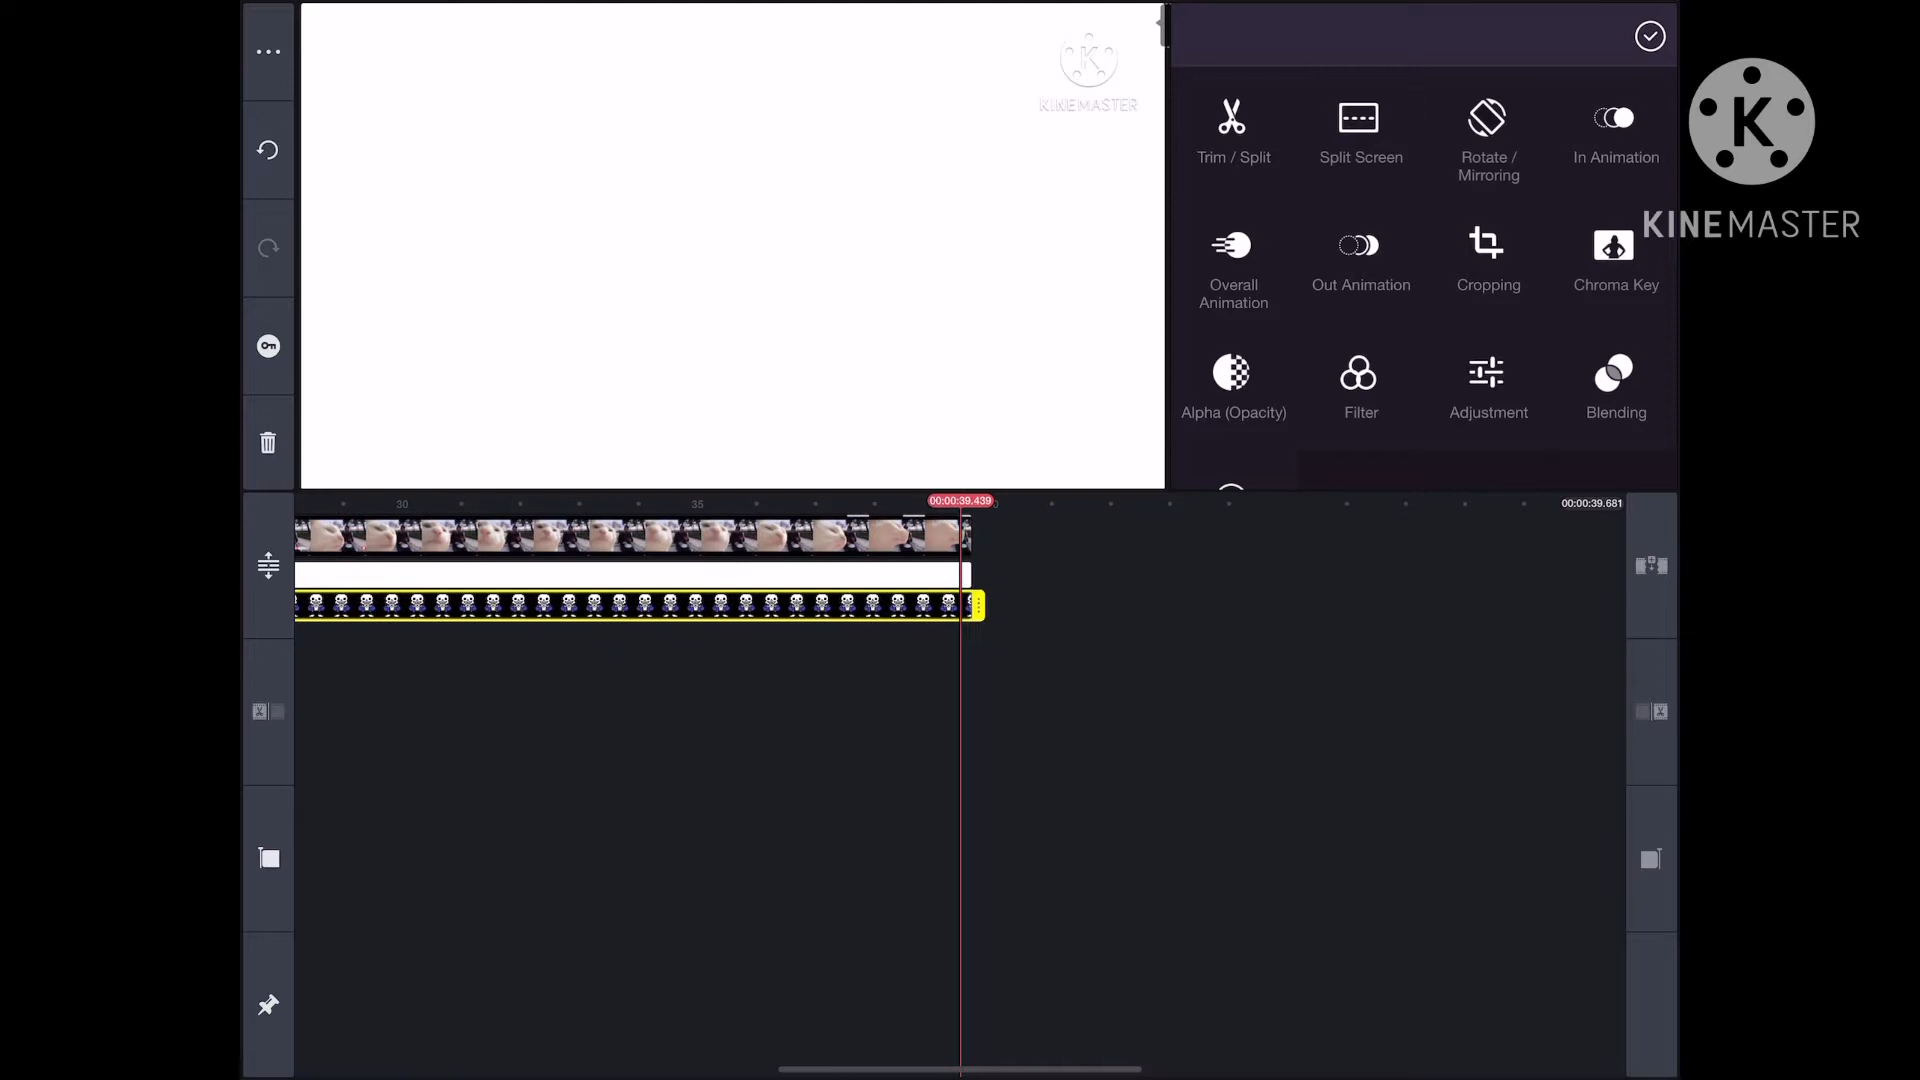 KINEMASTER
Trim / Split
Split Screen
Rotate /
Mirroring
In Animation
K
KINEMASTER
Overall
Animation
Out Animation
Cropping
Chroma Key
Alpha (Opacity)
Filter
Adjustment
Blending
30
35
00:00:39.439
00:00:39.681